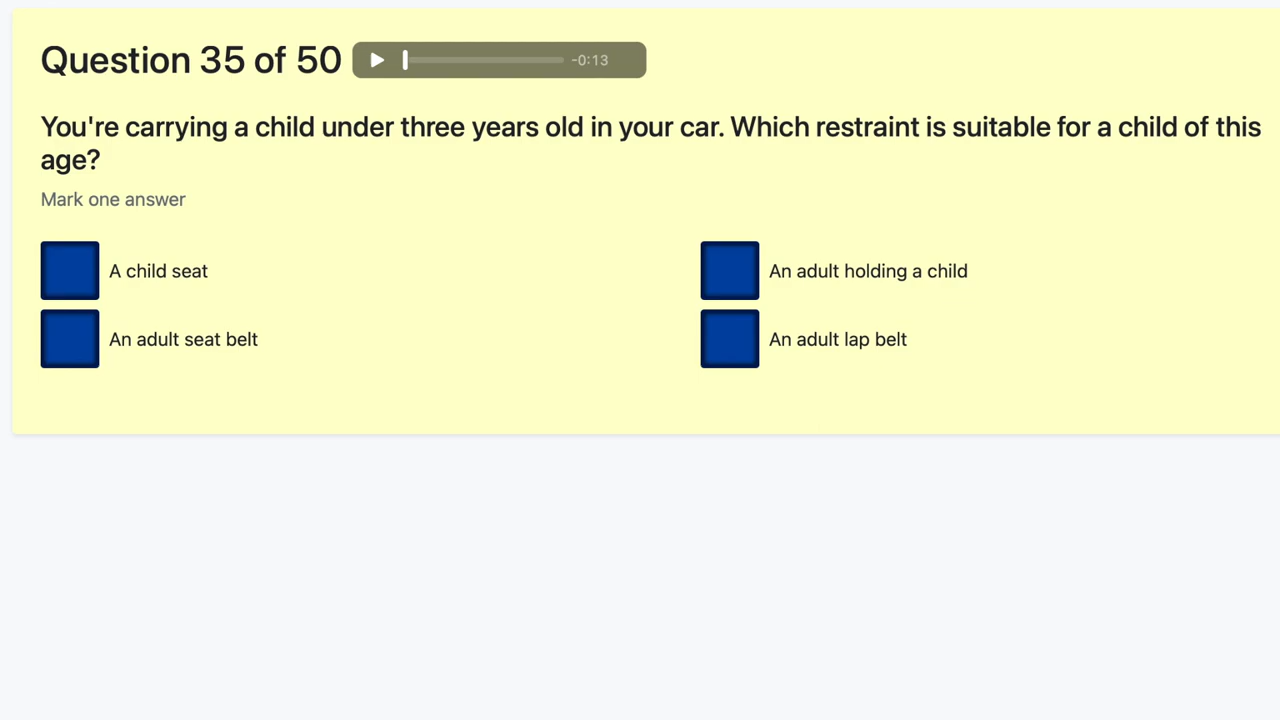 Question 35 of 50
-0:13
You're carrying a child under three years old in your car. Which restraint is suitable for a child of this
age?
Mark one answer
A child seat
An adult holding a child
An adult seat belt
An adult lap belt